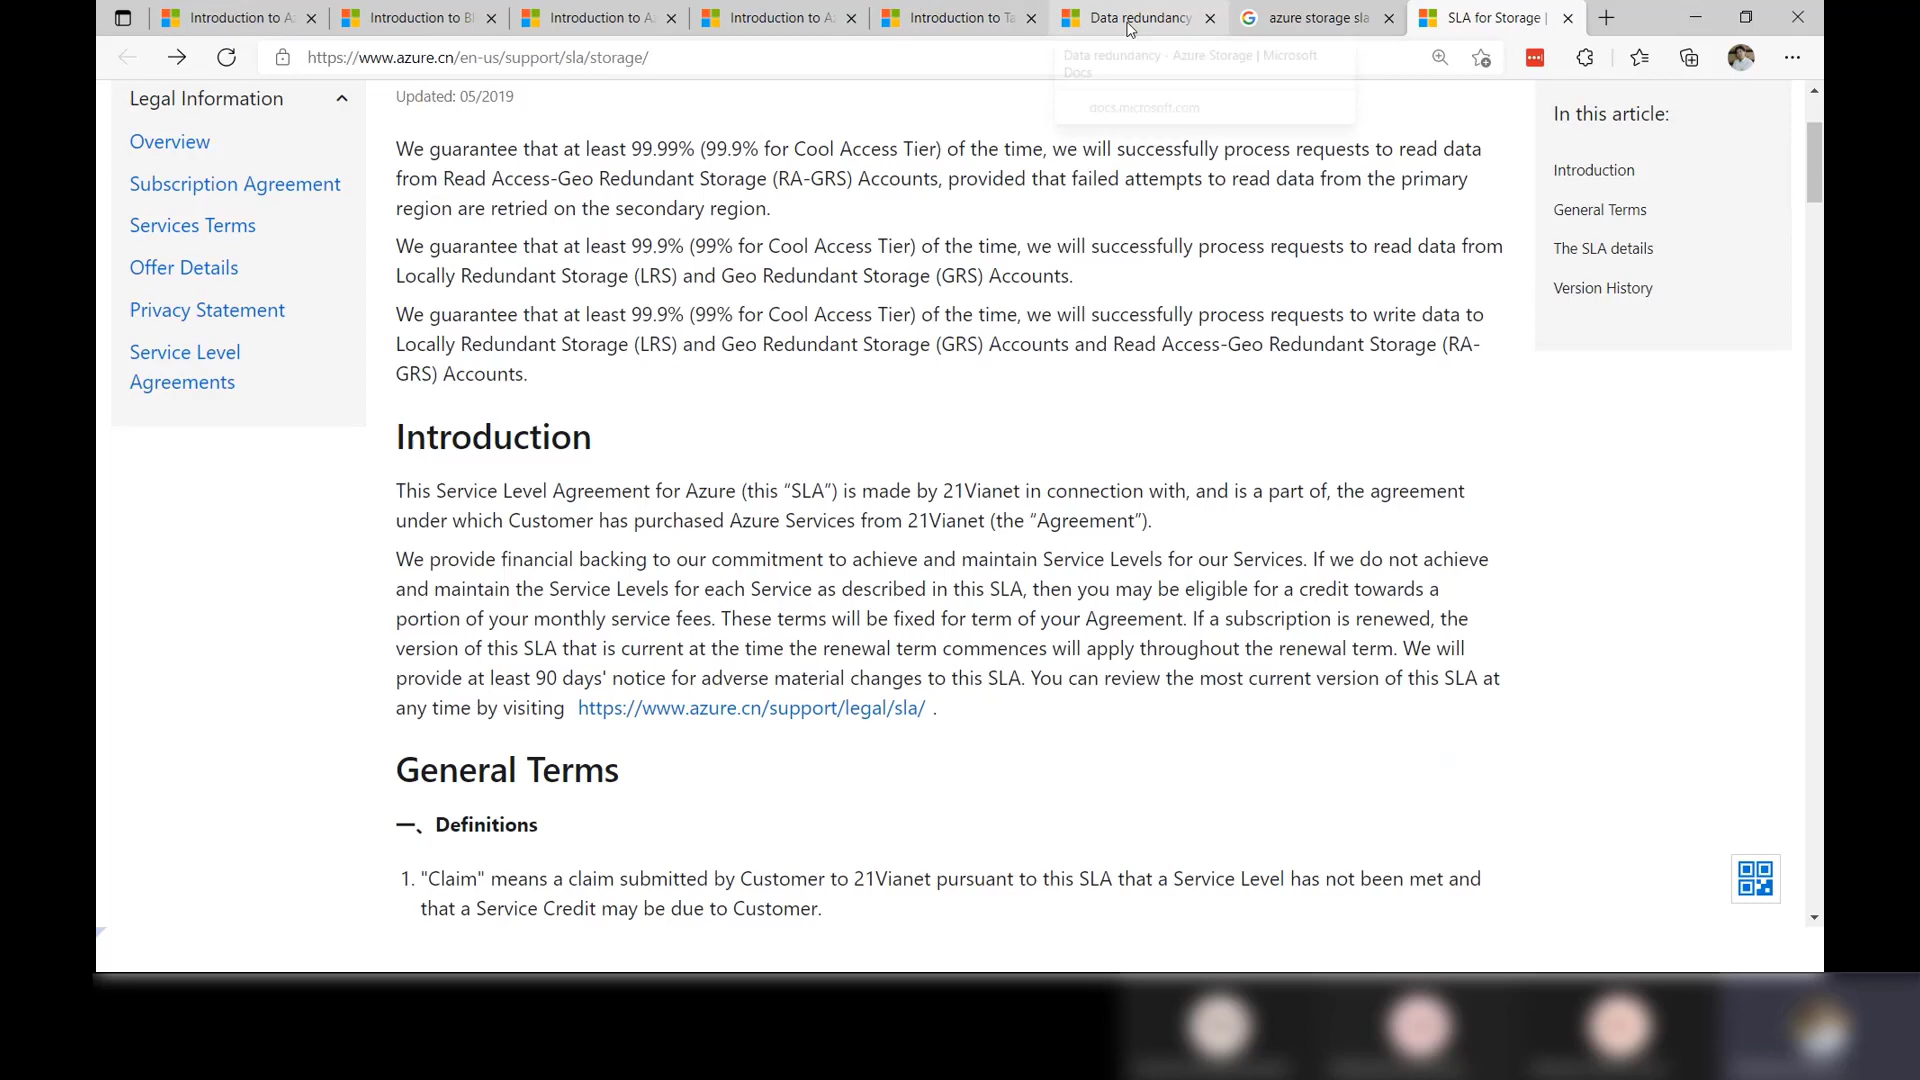 Introduction to A
Introduction to Bl
Introduction to A
Introduction to A
Introduction to Ta
Data redundancy
azure storage sla
SLA for Storage |
https://www.azure.cn/en-us/support/sla/storage/
Data redundancy - Azure Storage | Microsoft
Docs
docs.microsoft.com
Legal Information
Overview
Subscription Agreement
Services Terms
Offer Details
Privacy Statement
Service Level
Agreements
Updated: 05/2019
We guarantee that at least 99.99% (99.9% for Cool Access Tier) of the time, we will successfully process requests to read data
from Read Access-Geo Redundant Storage (RA-GRS) Accounts, provided that failed attempts to read data from the primary
region are retried on the secondary region.
We guarantee that at least 99.9% (99% for Cool Access Tier) of the time, we will successfully process requests to read data from
Locally Redundant Storage (LRS) and Geo Redundant Storage (GRS) Accounts.
We guarantee that at least 99.9% (99% for Cool Access Tier) of the time, we will successfully process requests to write data to
Locally Redundant Storage (LRS) and Geo Redundant Storage (GRS) Accounts and Read Access-Geo Redundant Storage (RA-
GRS) Accounts.
Introduction
This Service Level Agreement for Azure (this “SLA”) is made by 21Vianet in connection with, and is a part of, the agreement
under which Customer has purchased Azure Services from 21Vianet (the “Agreement”).
We provide financial backing to our commitment to achieve and maintain Service Levels for our Services. If we do not achieve
and maintain the Service Levels for each Service as described in this SLA, then you may be eligible for a credit towards a
portion of your monthly service fees. These terms will be fixed for term of your Agreement. If a subscription is renewed, the
version of this SLA that is current at the time the renewal term commences will apply throughout the renewal term. We will
provide at least 90 days' notice for adverse material changes to this SLA. You can review the most current version of this SLA at
any time by visiting https://www.azure.cn/support/legal/sla/ .
General Terms
一、Definitions
1. "Claim" means a claim submitted by Customer to 21Vianet pursuant to this SLA that a Service Level has not been met and
that a Service Credit may be due to Customer.
In this article:
Introduction
General Terms
The SLA details
Version History